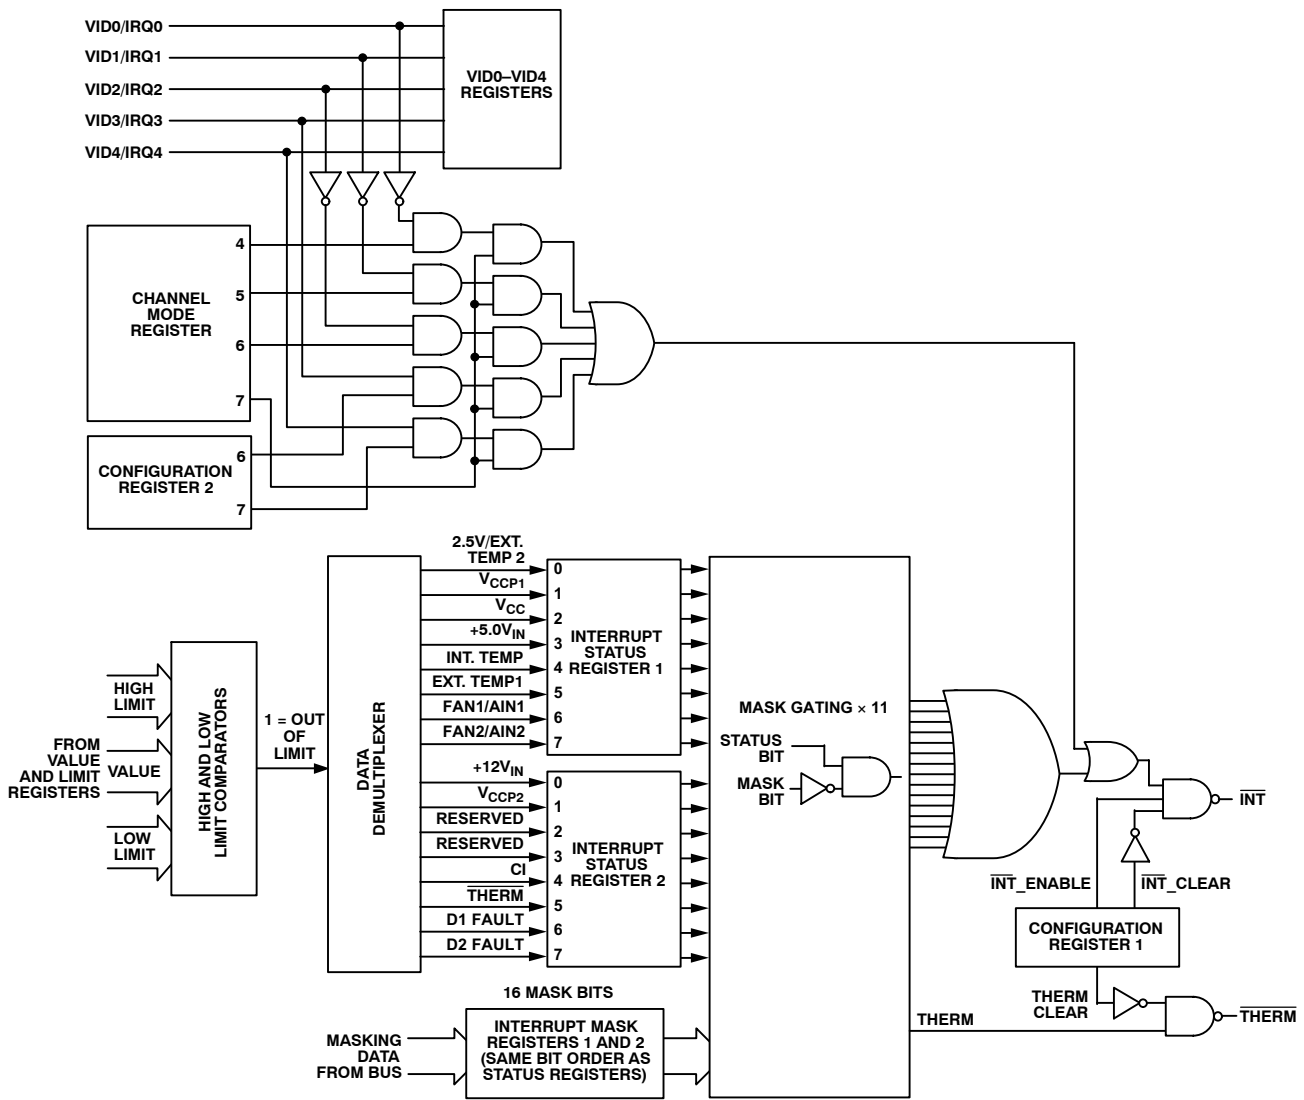 VID0/IRQ0
VID1/IRQ1
VID2/IRQ2
VID3/IRQ3
VID4/IRQ4
VID0–VID4
REGISTERS
CHANNEL
MODE
REGISTER
4
5
6
7
CONFIGURATION
REGISTER 2
6
7
FROM
VALUE
AND LIMIT
REGISTERS
HIGH
LIMIT
VALUE
LOW
LIMIT
HIGH AND LOW
LIMIT COMPARATORS
1 = OUT
OF
LIMIT
DATA
DEMULTIPLEXER
2.5V/EXT.
TEMP 2
VCCP1
VCC
+5.0VIN
INT. TEMP
EXT. TEMP1
FAN1/AIN1
FAN2/AIN2
+12VIN
VCCP2
RESERVED
RESERVED
CI
THERM
D1 FAULT
D2 FAULT
0
1
2
3
4
5
6
7
INTERRUPT
STATUS
REGISTER 1
0
1
2
3
4
5
6
7
INTERRUPT
STATUS
REGISTER 2
16 MASK BITS
MASKING
DATA
FROM BUS
INTERRUPT MASK
REGISTERS 1 AND 2
(SAME BIT ORDER AS
STATUS REGISTERS)
MASK GATING × 11
STATUS
BIT
MASK
BIT
INT
INT_ENABLE
INT_CLEAR
CONFIGURATION
REGISTER 1
THERM
CLEAR
THERM
THERM